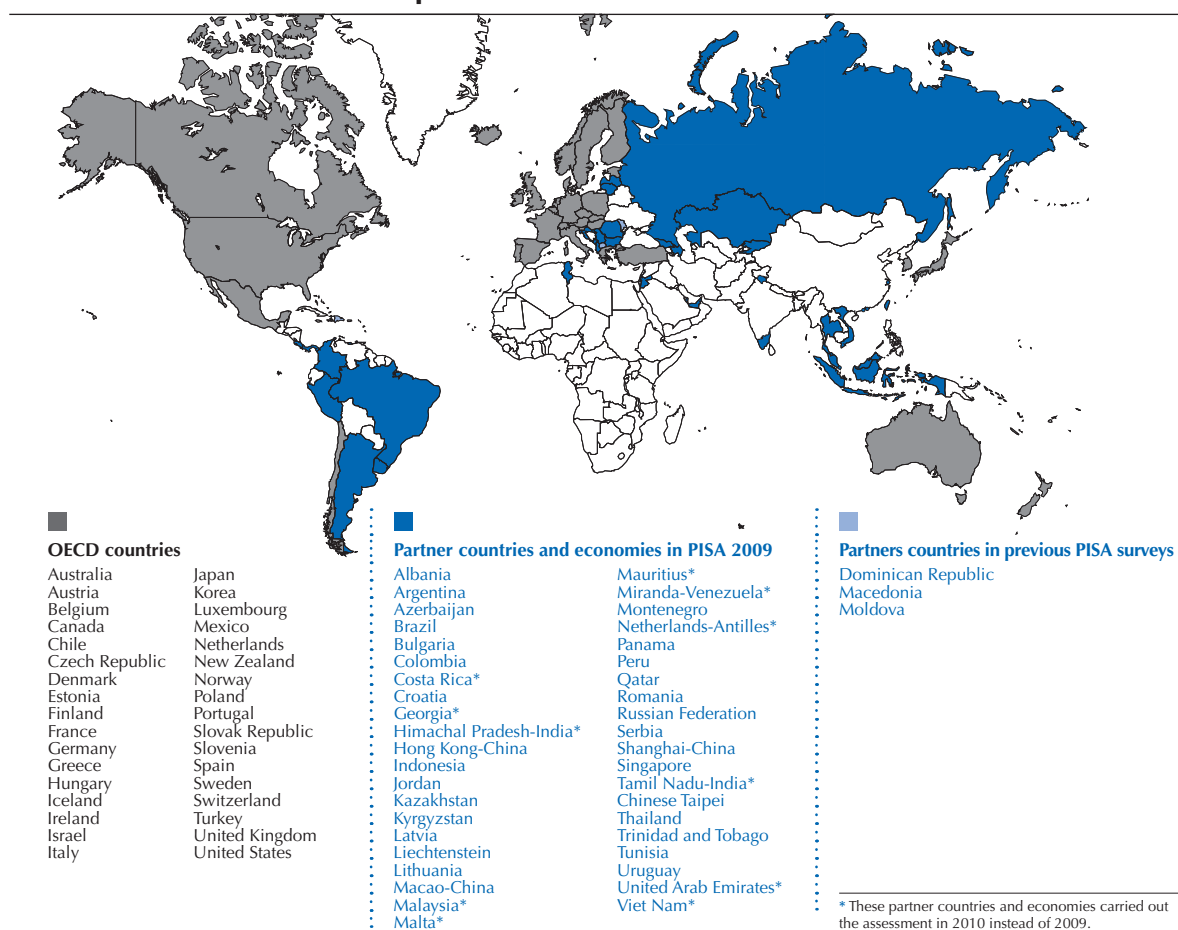 OECD countries
Australia
Austria
Belgium
Canada
Chile
Czech Republic
Denmark
Estonia
Finland
France
Germany
Greece
Hungary
Iceland
Ireland
Israel
Italy
Japan
Korea
Luxembourg
Mexico
Netherlands
New Zealand
Norway
Poland
Portugal
Slovak Republic
Slovenia
Spain
Sweden
Switzerland
Turkey
United Kingdom
United States
Partner countries and economies in PISA 2009
Albania
Argentina
Azerbaijan
Brazil
Bulgaria
Colombia
Costa Rica*
Croatia
Georgia*
Himachal Pradesh-India*
Hong Kong-China
Indonesia
Jordan
Kazakhstan
Kyrgyzstan
Latvia
Liechtenstein
Lithuania
Macao-China
Malaysia*
Malta*
Mauritius*
Miranda-Venezuela*
Montenegro
Netherlands-Antilles*
Panama
Peru
Qatar
Romania
Russian Federation
Serbia
Shanghai-China
Singapore
Tamil Nadu-India*
Chinese Taipei
Thailand
Trinidad and Tobago
Tunisia
Uruguay
United Arab Emirates*
Viet Nam*
Partners countries in previous PISA surveys
Dominican Republic
Macedonia
Moldova
* These partner countries and economies carried out
the assessment in 2010 instead of 2009.